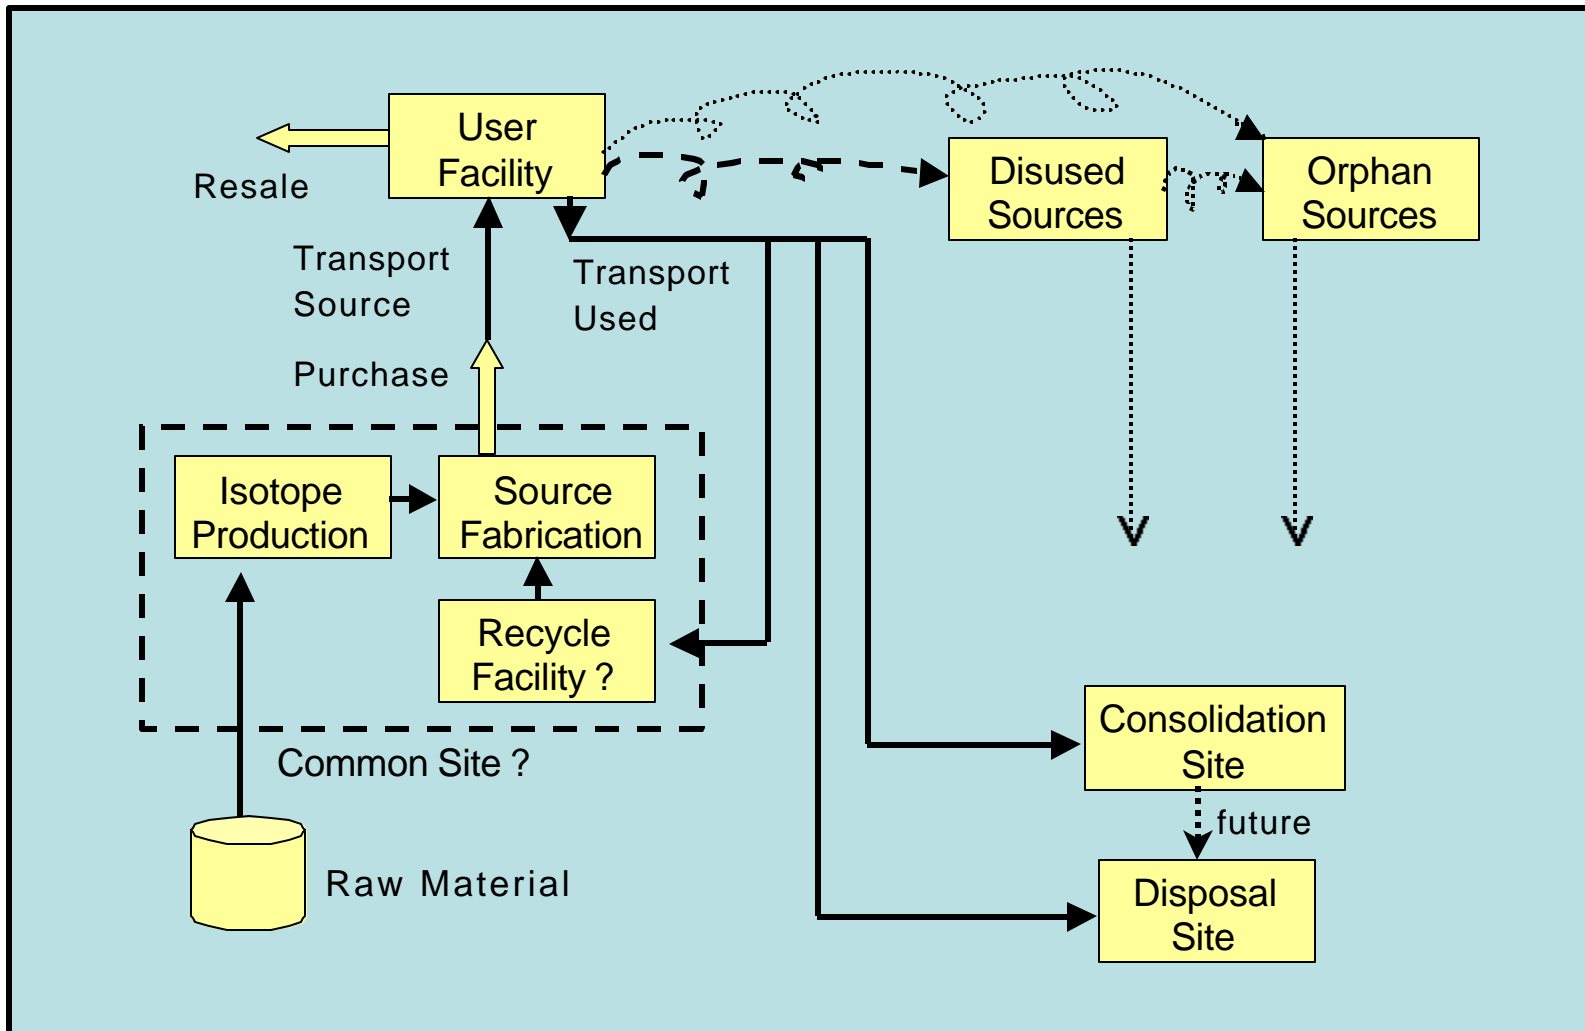 User
Facility
Resale
Disused
Sources
Orphan
Sources
Transport
Source
Transport
Used
Purchase
Isotope
Production
Source
Fabrication
Recycle
Facility ?
Common Site ?
Consolidation
Site
future
Raw Material
Disposal
Site